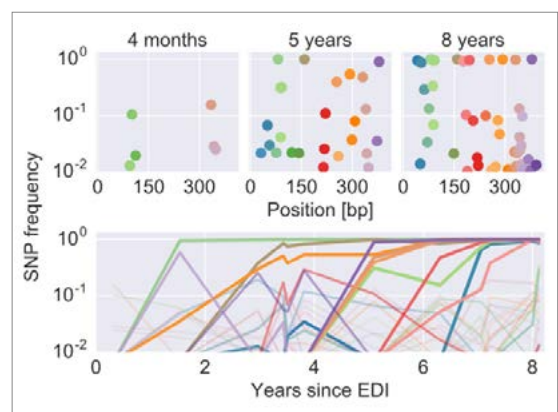 4 months 5 years 8 years
10^0
10^-1
10^-2
0 150 300 0 150 300 0 150 300
Position [bp]
SNP frequency
10^0
10^-1
10^-2
0 2 4 6 8
Years since EDI